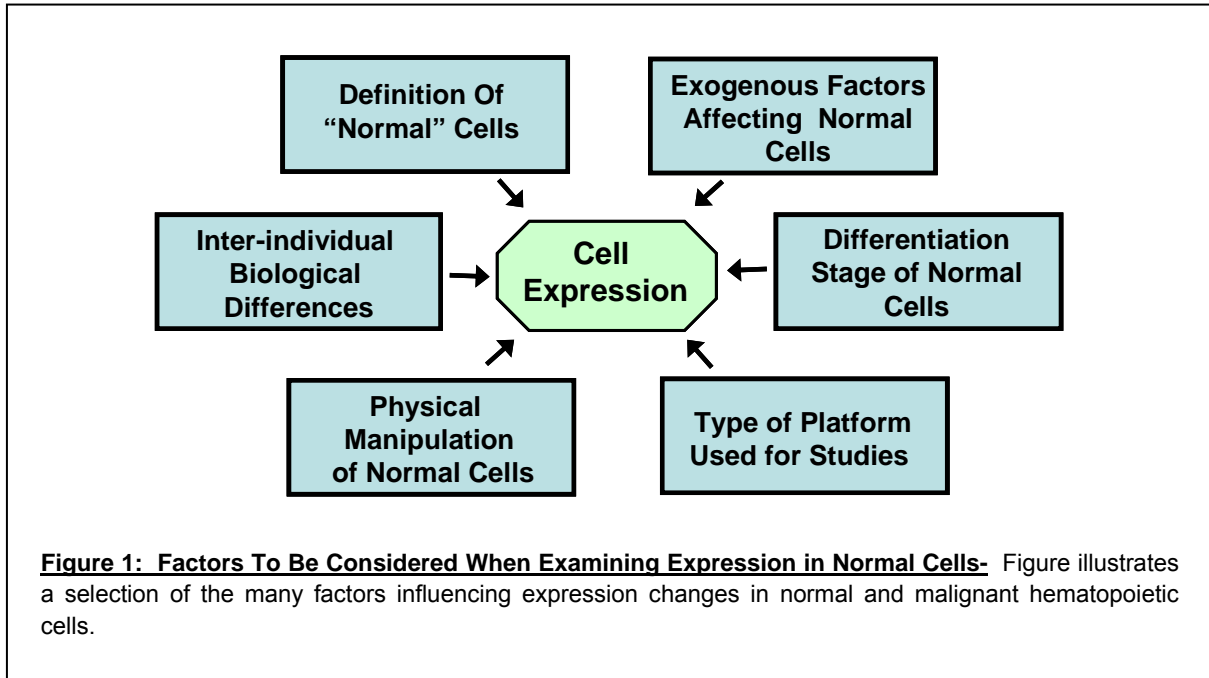 Definition Of
“Normal” Cells
Exogenous Factors
Affecting Normal
Cells
Inter-individual
Biological
Differences
Cell
Expression
Differentiation
Stage of Normal
Cells
Physical
Manipulation
of Normal Cells
Type of Platform
Used for Studies
Figure 1: Factors To Be Considered When Examining Expression in Normal Cells- Figure illustrates
a selection of the many factors influencing expression changes in normal and malignant hematopoietic
cells.